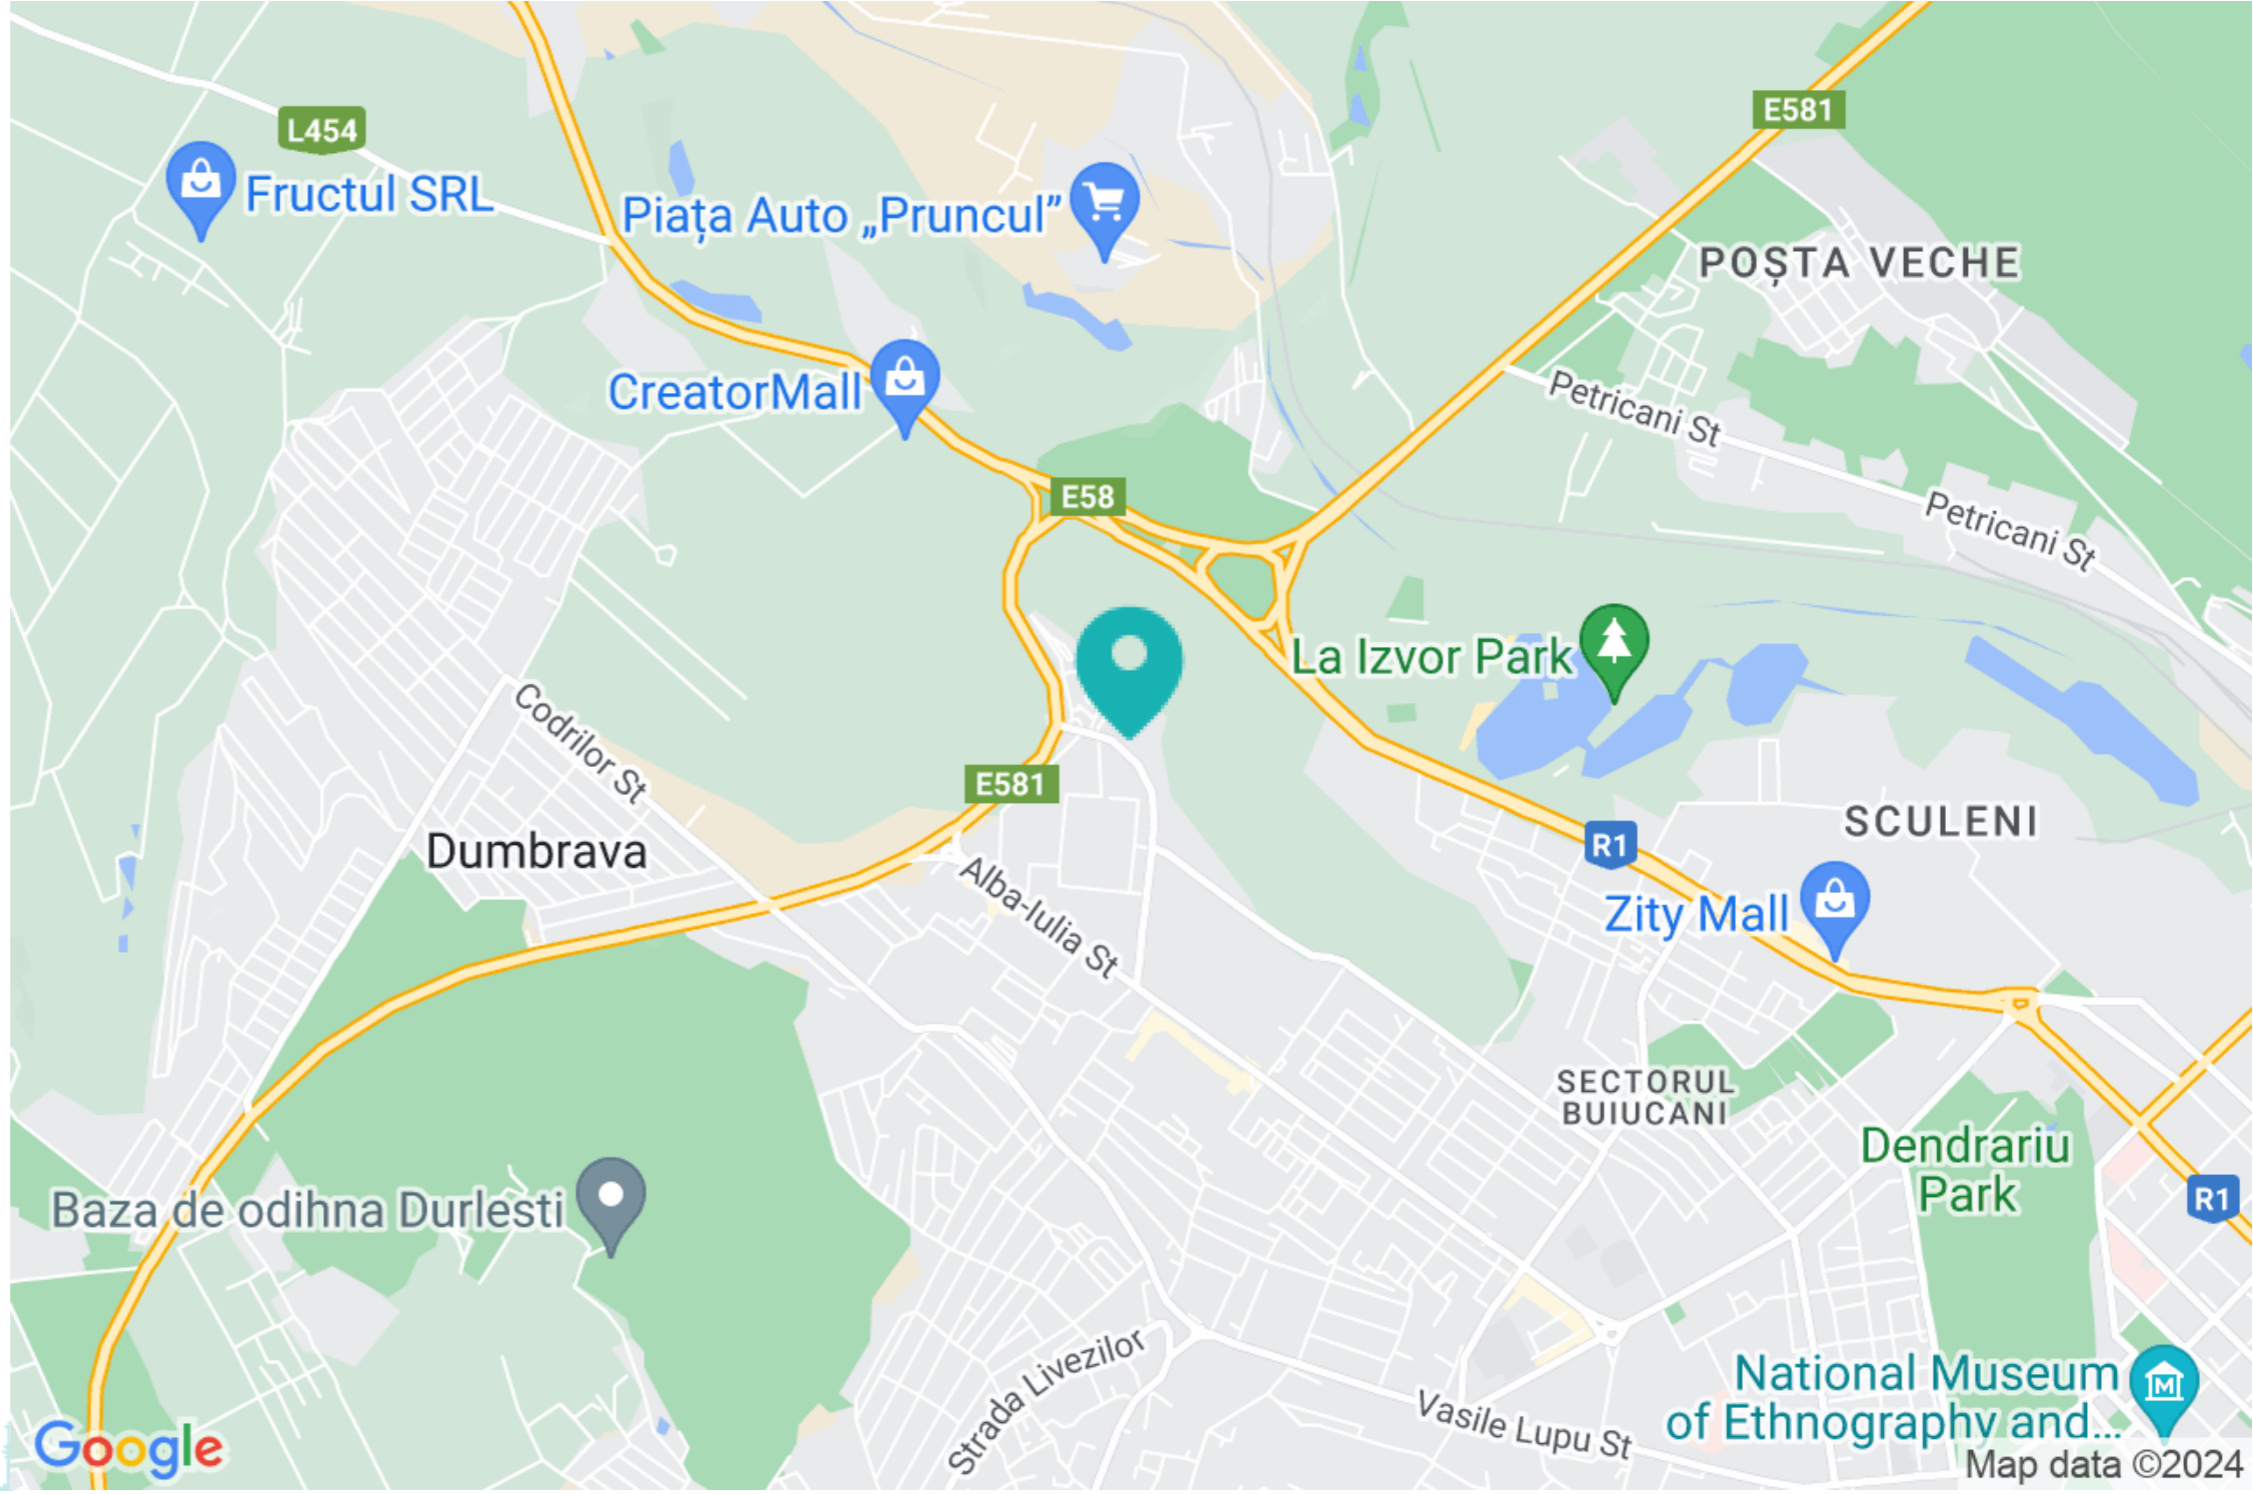 E581
L454
Fructul SRL
Piața Auto „Pruncul”
POȘTA VECHE
CreatorMall
Petricani St
E58
Petricani St
La Izvor Park
Codrilor St
E581
SCULENI
R1
Dumbrava
Alba-Iulia St
Zity Mall
SECTORUL
BUIUCANI
Dendrariu
Park
Baza de odihna Durlesti
R1
Strada Livezilor
National Museum
of Ethnography and...
Vasile Lupu St
Google
Map data ©2024